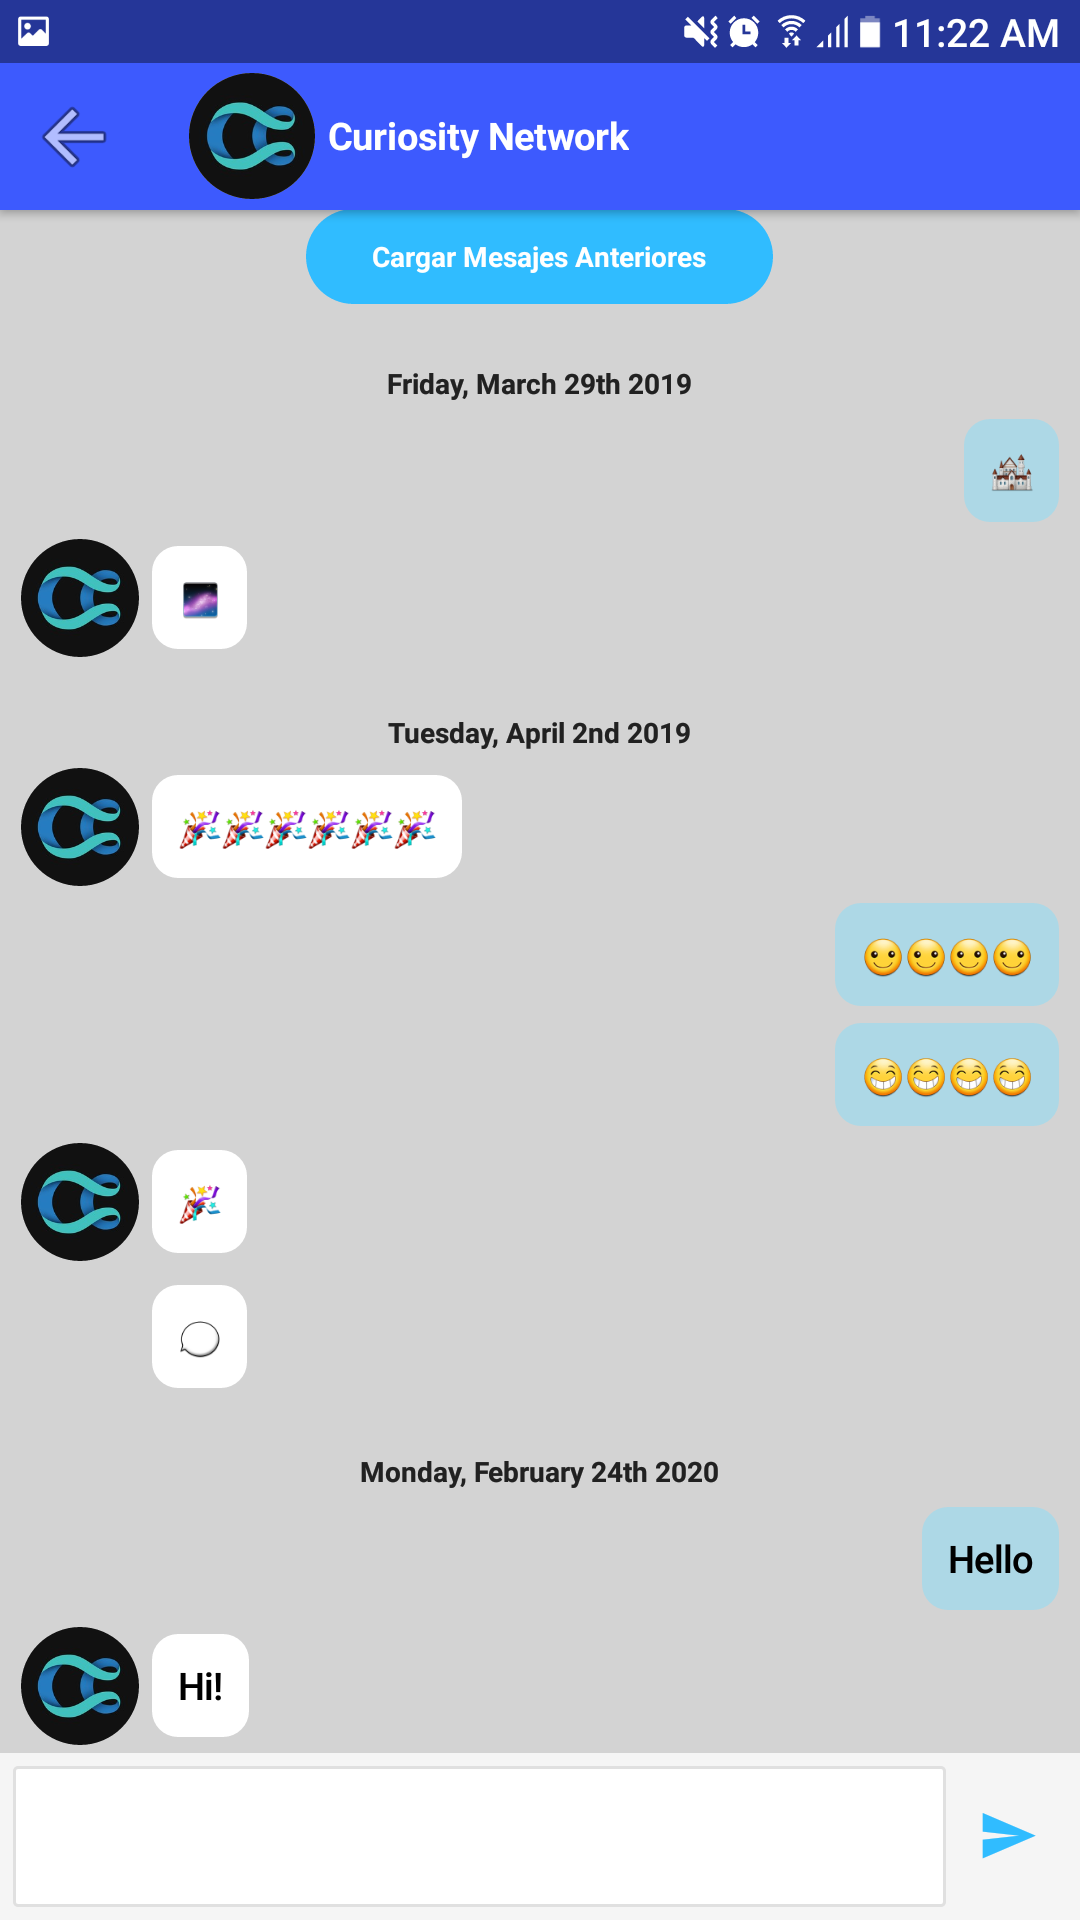 11:22 AM
Curiosity Network
Cargar Mesajes Anteriores
Friday, March 29th 2019
Tuesday, April 2nd 2019
Monday, February 24th 2020
Hello
Hi!